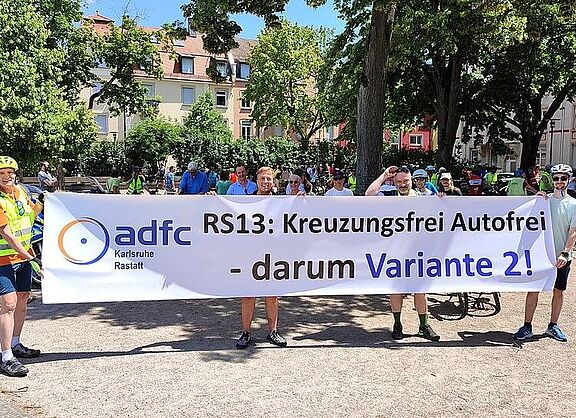 adfc
Karlsruhe
Rastatt
RS13: Kreuzungsfrei Autofrei
- darum Variante 2!